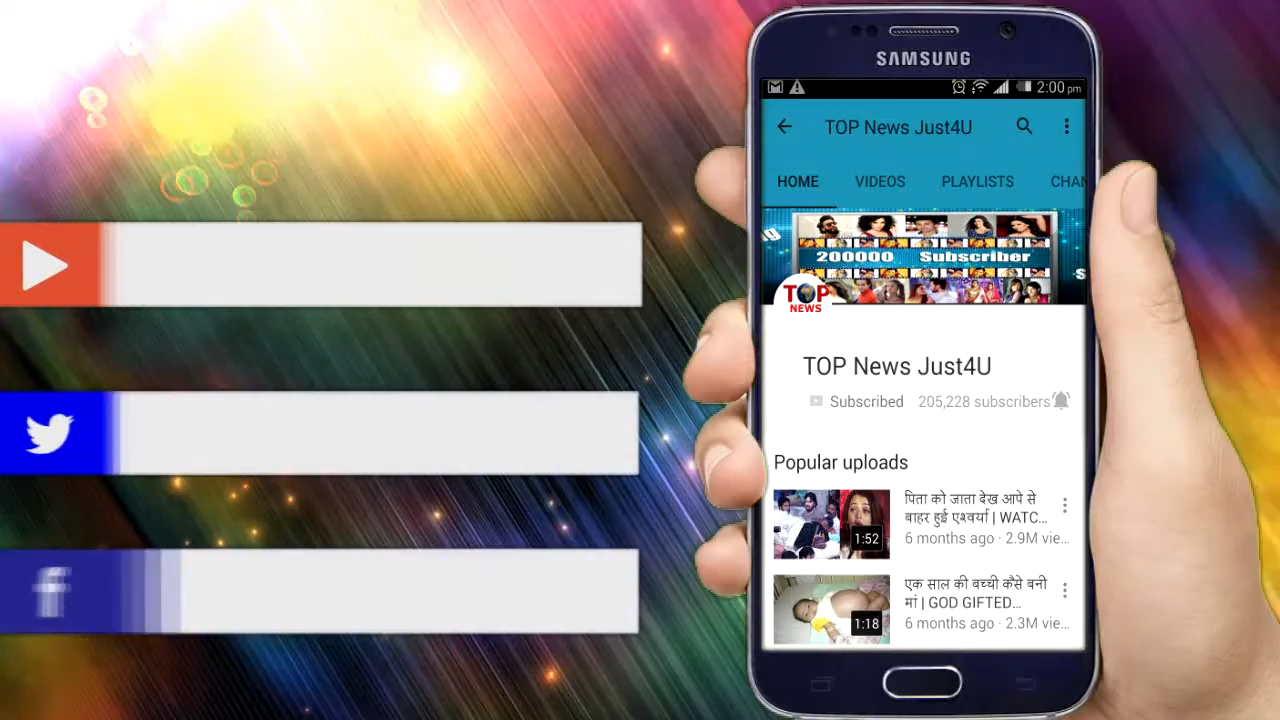 SAMSUNG
2:00 pm
TOP News Just4U
HOME VIDEOS PLAYLISTS CHAN
200000 Subscriber
TOP
NEWS
TOP News Just4U
Subscribed 205,228 subscribers
Popular uploads
पिता को जाता देख आपे से
बाहर हुई एश्वर्या | WATC...
1:52
6 months ago · 2.9M vie...
एक साल की बच्ची कैसे बनी
मां | GOD GIFTED...
1:18
6 months ago · 2.3M vie...